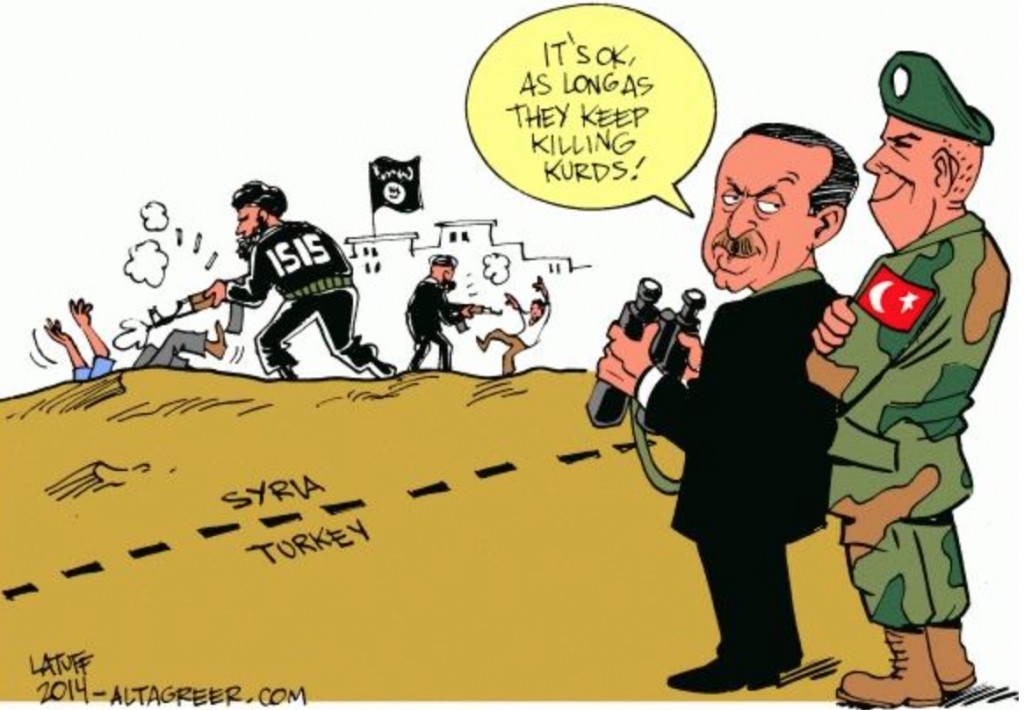 IT'S OK,
AS LONG AS
THEY KEEP
KILLING
KURDS!
ISIS
SYRIA
TURKEY
LATUFF
2014-ALTAGREER.COM